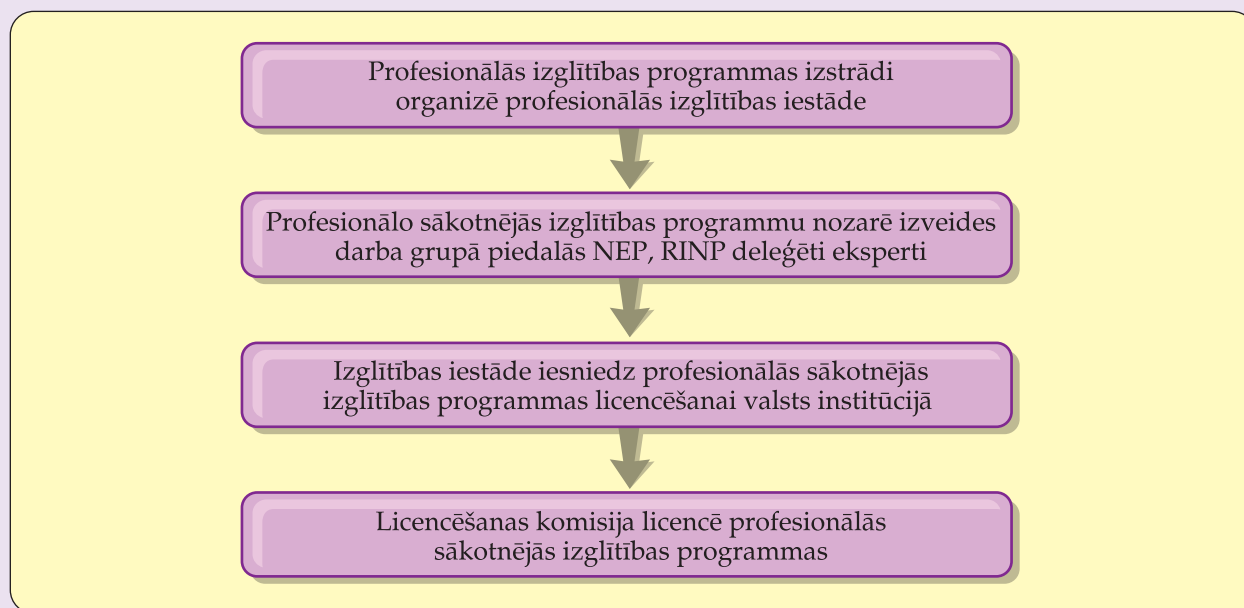 Profesionālās izglītības programmas izstrādi
organizē profesionālās izglītības iestāde
Profesionālo sākotnējās izglītības programmu nozarē izveides
darba grupā piedalās NEP, RINP deleģēti eksperti
Izglītības iestāde iesniedz profesionālās sākotnējās
izglītības programmas licencēšanai valsts institūcijā
Licencēšanas komisija licencē profesionālās
sākotnējās izglītības programmas